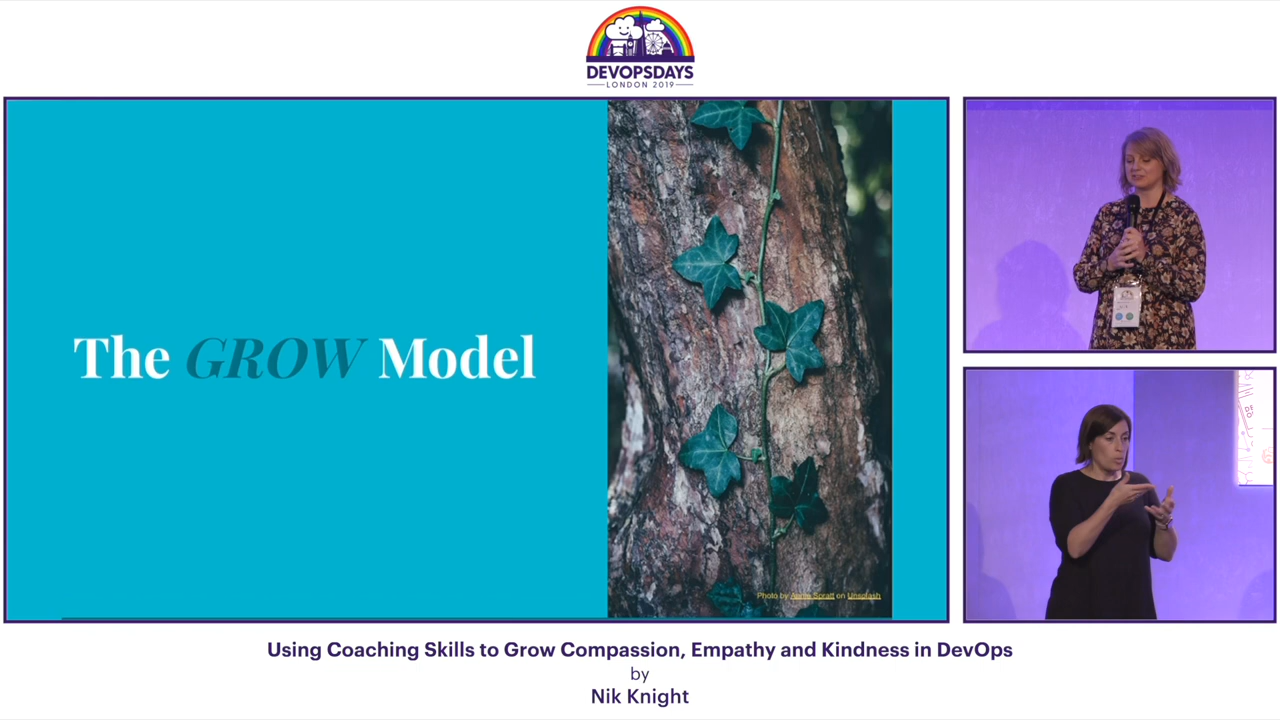 DEVOPSDAYS
LONDON 2019
The GROW Model
Photo by Annie Spratt on Unsplash
Using Coaching Skills to Grow Compassion, Empathy and Kindness in DevOps
by
Nik Knight